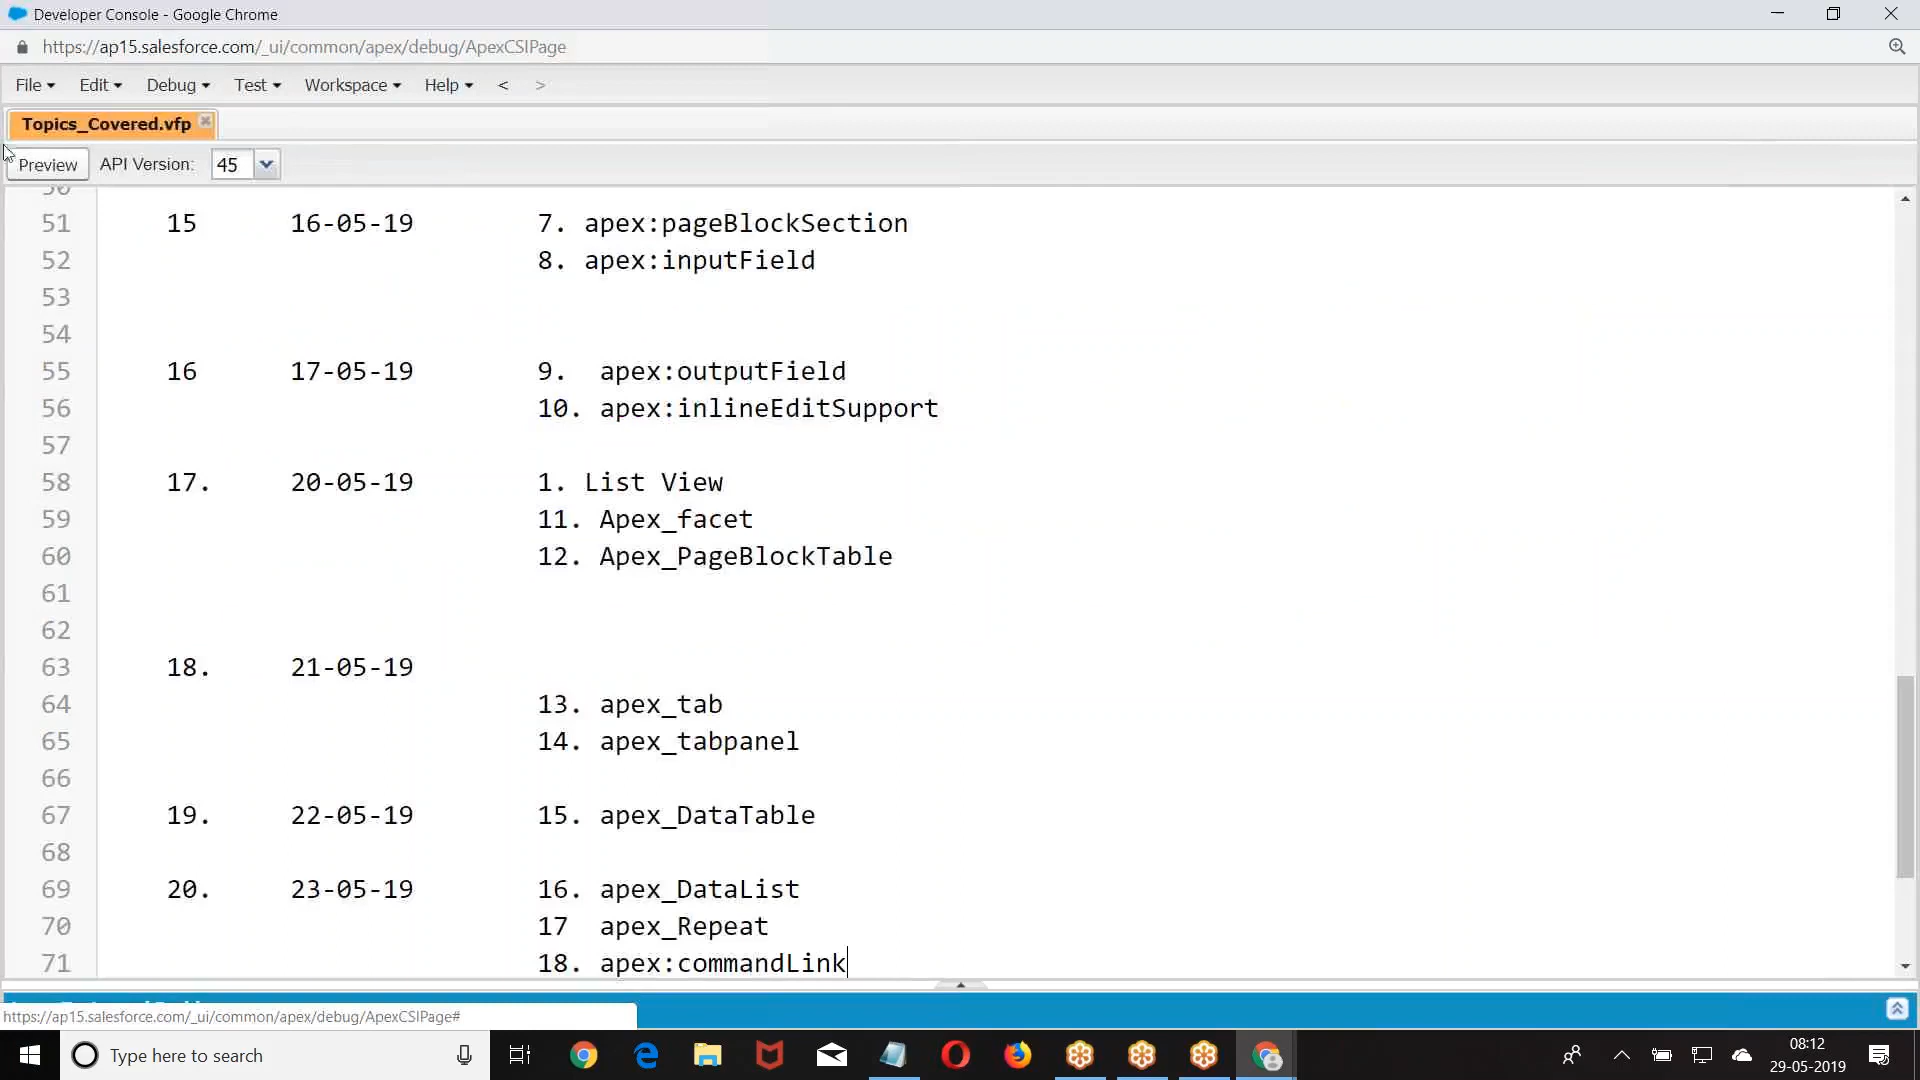 Developer Console - Google Chrome
https://ap15.salesforce.com/_ui/common/apex/debug/ApexCSIPage
File Edit Debug Test Workspace Help < >
Topics_Covered.vfp
Preview API Version: 45
50
51 15 16-05-19 7. apex:pageBlockSection
52 8. apex:inputField
53
54
55 16 17-05-19 9. apex:outputField
56 10. apex:inlineEditSupport
57
58 17. 20-05-19 1. List View
59 11. Apex_facet
60 12. Apex_PageBlockTable
61
62
63 18. 21-05-19
64 13. apex_tab
65 14. apex_tabpanel
66
67 19. 22-05-19 15. apex_DataTable
68
69 20. 23-05-19 16. apex_DataList
70 17 apex_Repeat
71 18. apex:commandLink
https://ap15.salesforce.com/_ui/common/apex/debug/ApexCSIPage#
Type here to search
08:12
29-05-2019